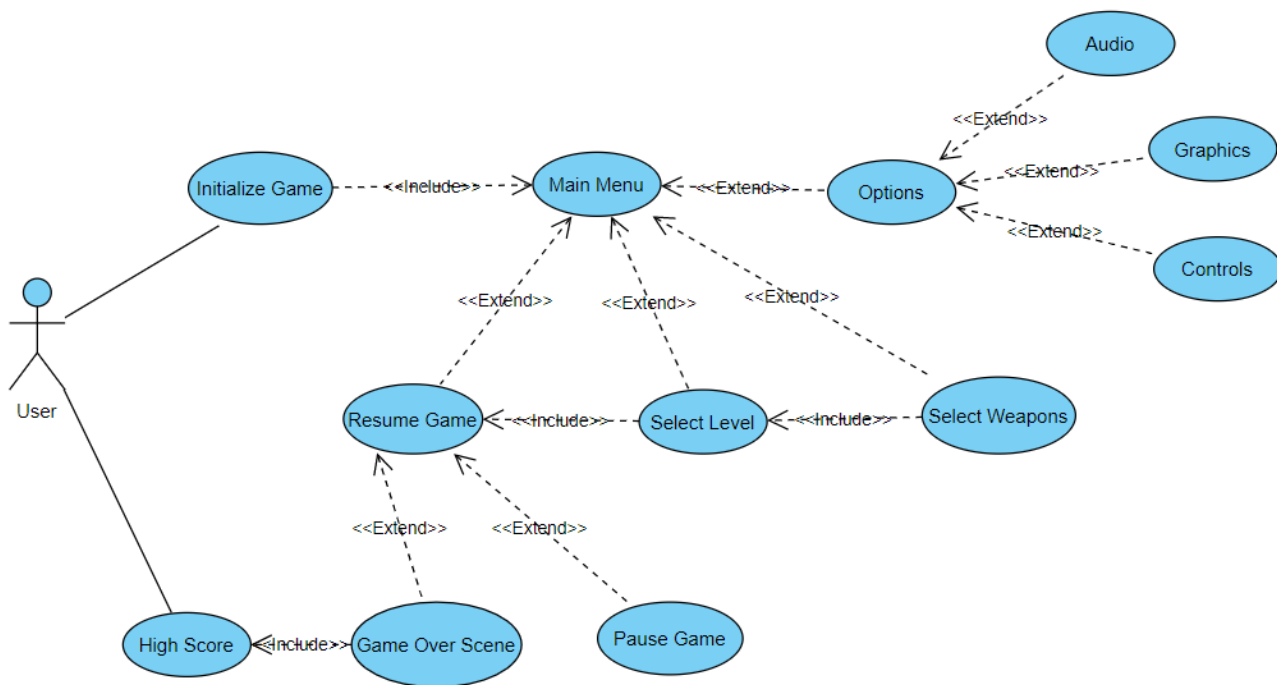 Audio
<<Extend>>
Graphics
Initialize Game
<<Include>>
Main Menu
<<Extend>>
Options
<<Extend>>
<<Extend>>
Controls
<<Extend>>
<<Extend>>
<<Extend>>
User
Resume Game
<<Include>>
Select Level
<<Include>>
Select Weapons
<<Extend>>
<<Extend>>
High Score
<<Include>>
Game Over Scene
Pause Game